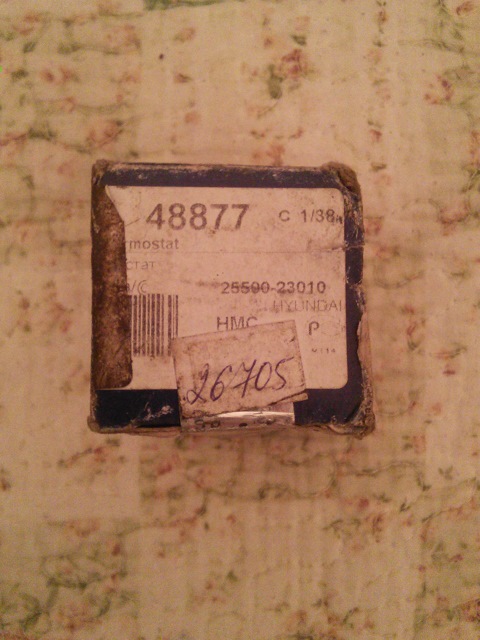 48877 C 1/38
rmostat
стат
/C 25500-23010
HYUNDAI
HMC P
26705